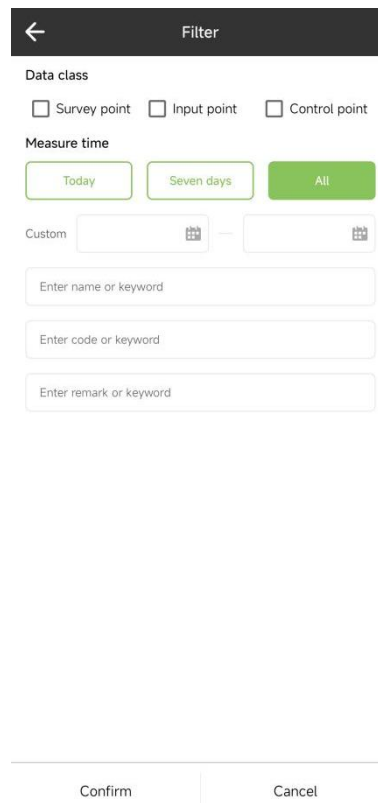 Filter
Data class
Survey point Input point Control point
Measure time
Today Seven days All
Custom
Enter name or keyword
Enter code or keyword
Enter remark or keyword
Confirm Cancel